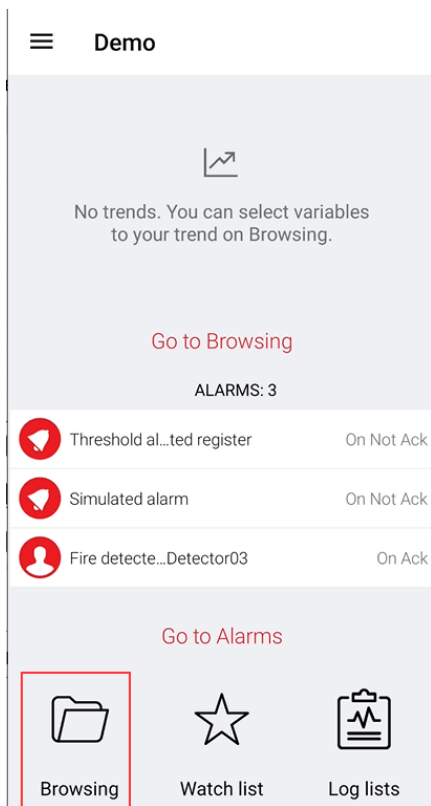 Demo
No trends. You can select variables
to your trend on Browsing.
Go to Browsing
ALARMS: 3
Threshold al...ted register On Not Ack
Simulated alarm On Not Ack
Fire detecte...Detector03 On Ack
Go to Alarms
Browsing Watch list Log lists